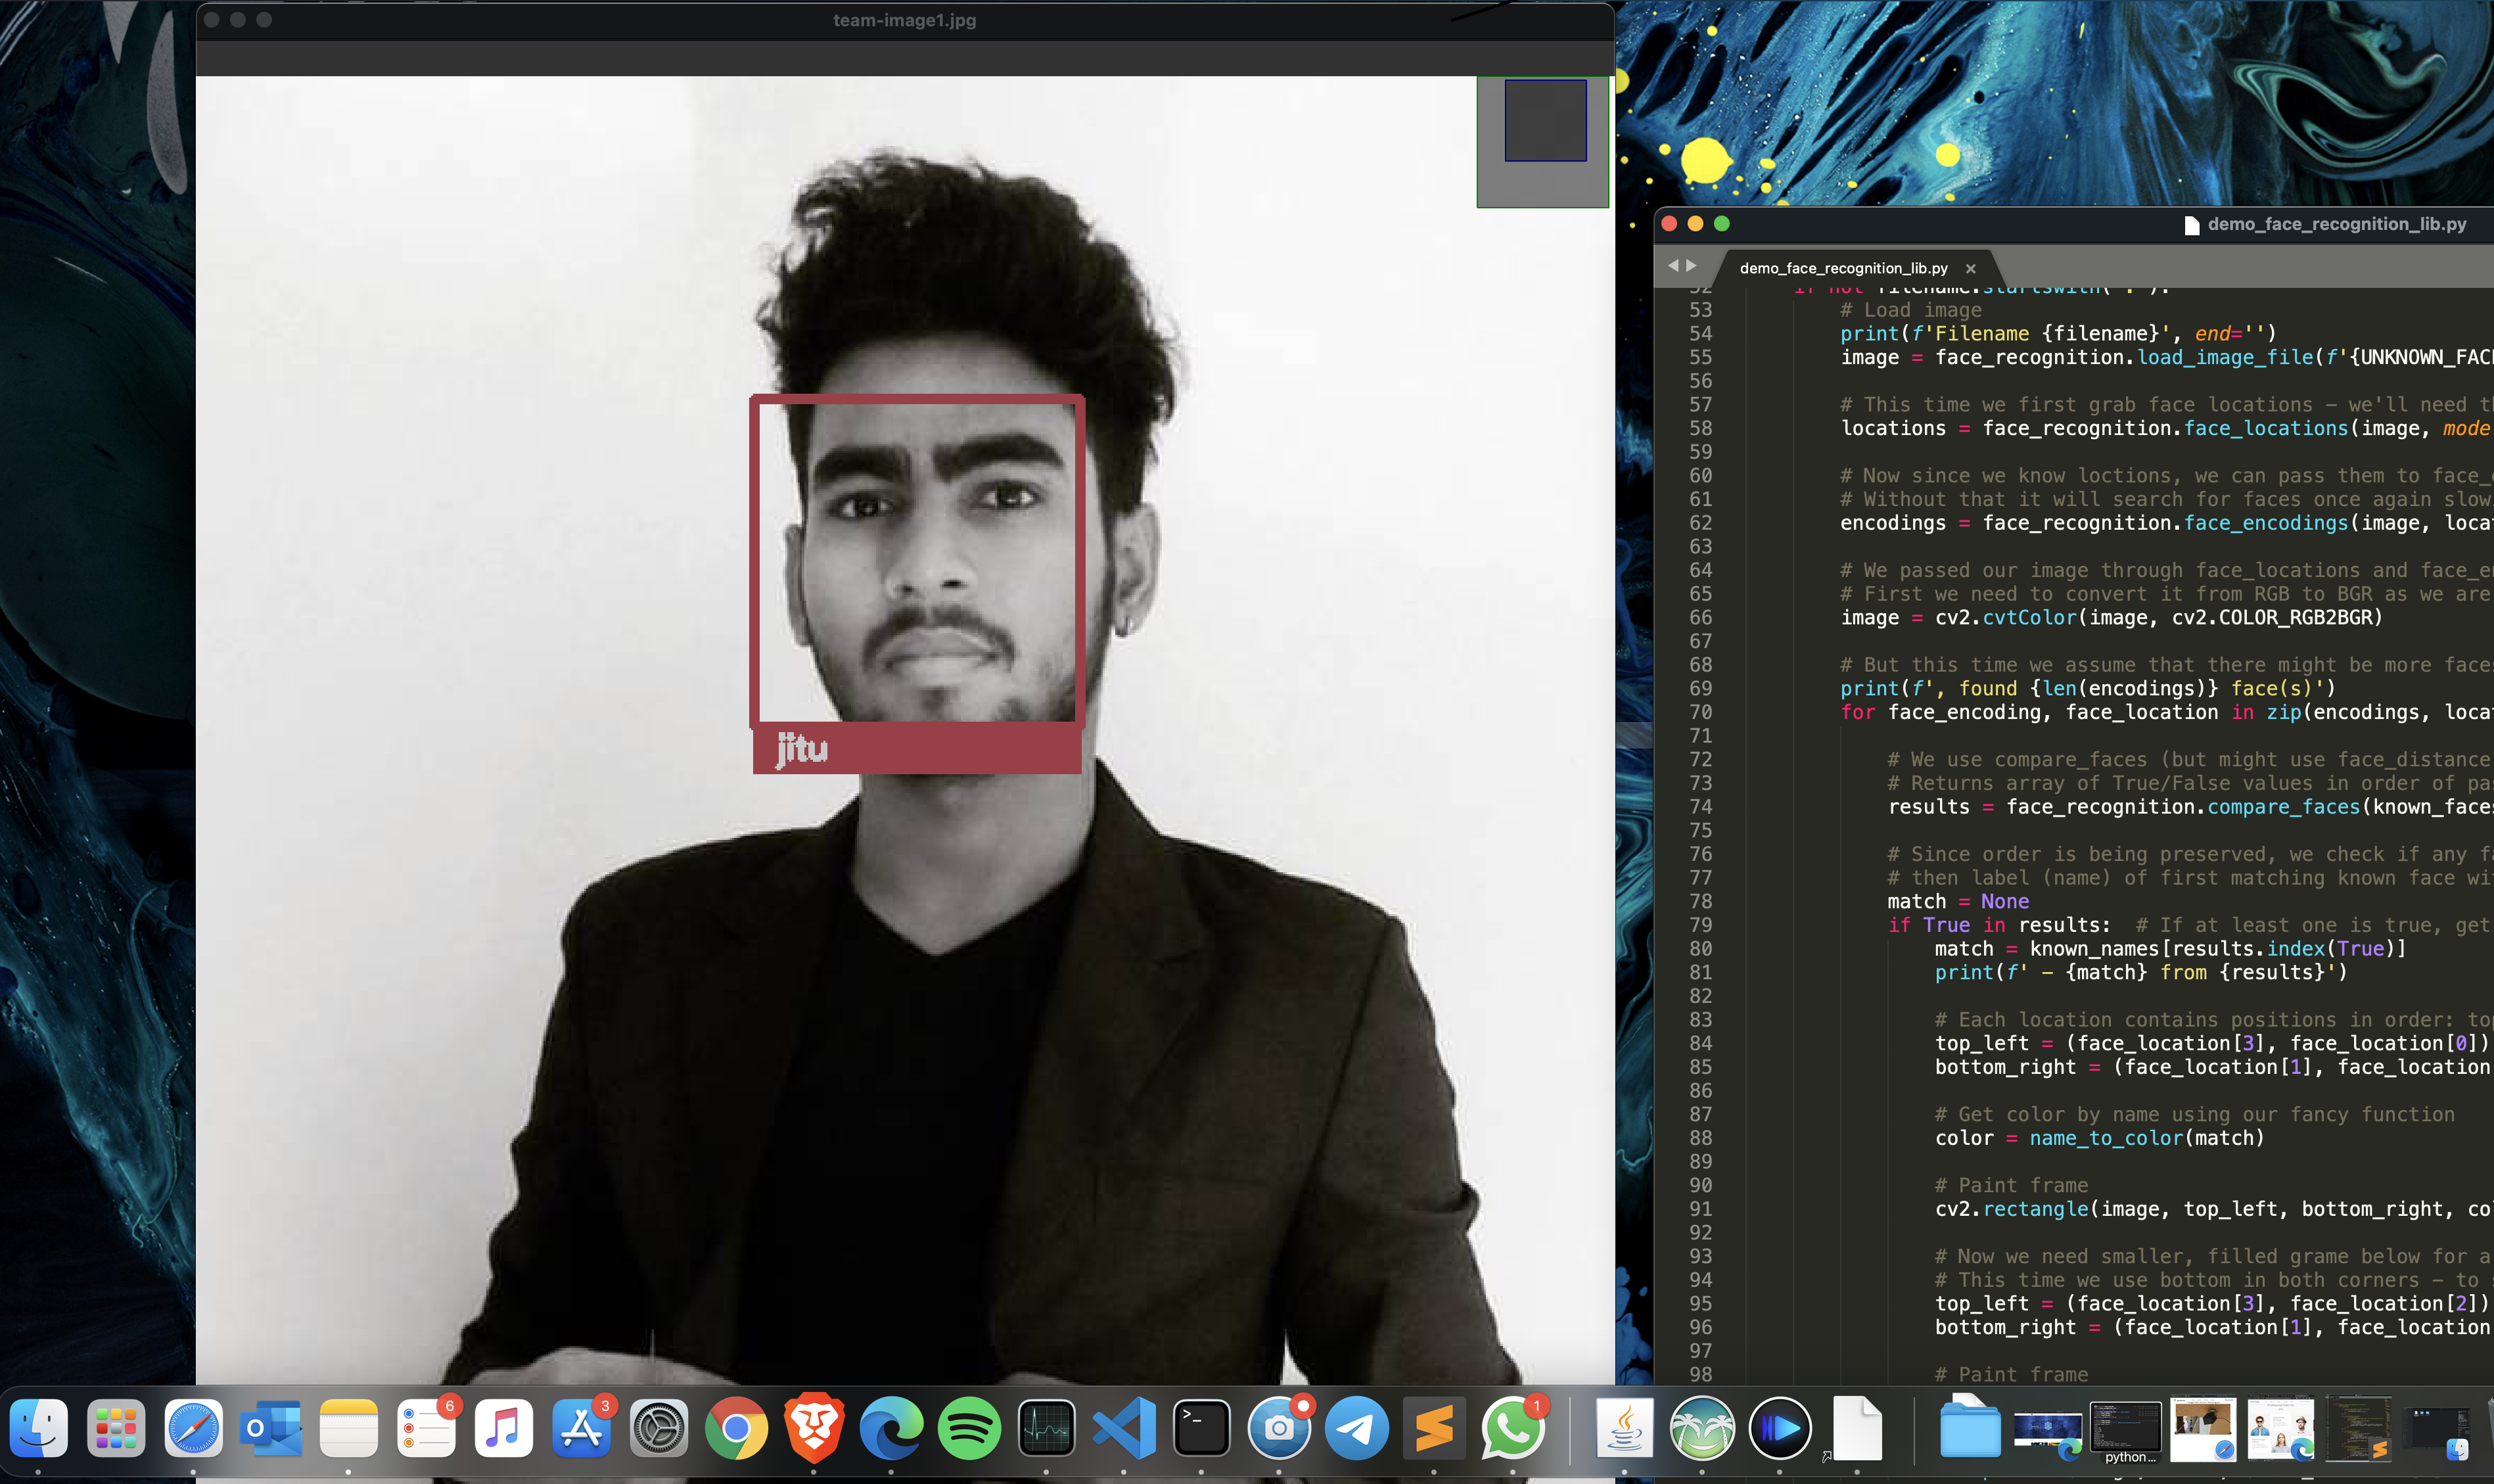 team-image1.jpg
jitu
demo_face_recognition_lib.py
demo_face_recognition_lib.py
52 if not filename.startswith('.'):
53 # Load image
54 print(f'Filename {filename}', end='')
55 image = face_recognition.load_image_file(f'{UNKNOWN_FAC
56
57 # This time we first grab face locations – we'll need t
58 locations = face_recognition.face_locations(image, mode
59
60 # Now since we know loctions, we can pass them to face_
61 # Without that it will search for faces once again slow
62 encodings = face_recognition.face_encodings(image, loca
63
64 # We passed our image through face_locations and face_e
65 # First we need to convert it from RGB to BGR as we are
66 image = cv2.cvtColor(image, cv2.COLOR_RGB2BGR)
67
68 # But this time we assume that there might be more faces
69 print(f', found {len(encodings)} face(s)')
70 for face_encoding, face_location in zip(encodings, loca
71
72 # We use compare_faces (but might use face_distance
73 # Returns array of True/False values in order of pa
74 results = face_recognition.compare_faces(known_faces
75
76 # Since order is being preserved, we check if any fa
77 # then label (name) of first matching known face wi
78 match = None
79 if True in results:  # If at least one is true, get
80 match = known_names[results.index(True)]
81 print(f' – {match} from {results}')
82
83 # Each location contains positions in order: to
84 top_left = (face_location[3], face_location[0])
85 bottom_right = (face_location[1], face_location
86
87 # Get color by name using our fancy function
88 color = name_to_color(match)
89
90 # Paint frame
91 cv2.rectangle(image, top_left, bottom_right, co
92
93 # Now we need smaller, filled grame below for a
94 # This time we use bottom in both corners – to
95 top_left = (face_location[3], face_location[2])
96 bottom_right = (face_location[1], face_location
97
98 # Paint frame
6
3
1
python...